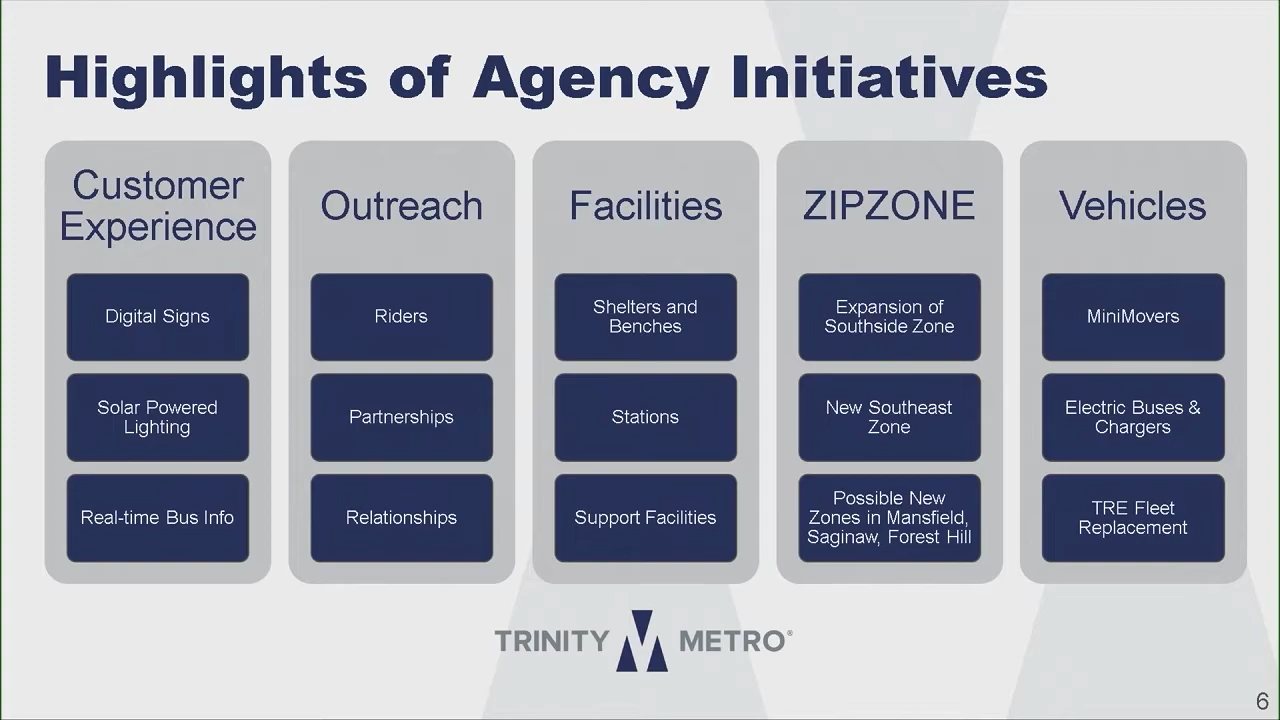 Highlights of Agency Initiatives
Customer
Experience
Digital Signs
Solar Powered
Lighting
Real-time Bus Info
Outreach
Riders
Partnerships
Relationships
Facilities
Shelters and
Benches
Stations
Support Facilities
ZIPZONE
Expansion of
Southside Zone
New Southeast
Zone
Possible New
Zones in Mansfield,
Saginaw, Forest Hill
Vehicles
MiniMovers
Electric Buses &
Chargers
TRE Fleet
Replacement
TRINITY METRO®
6